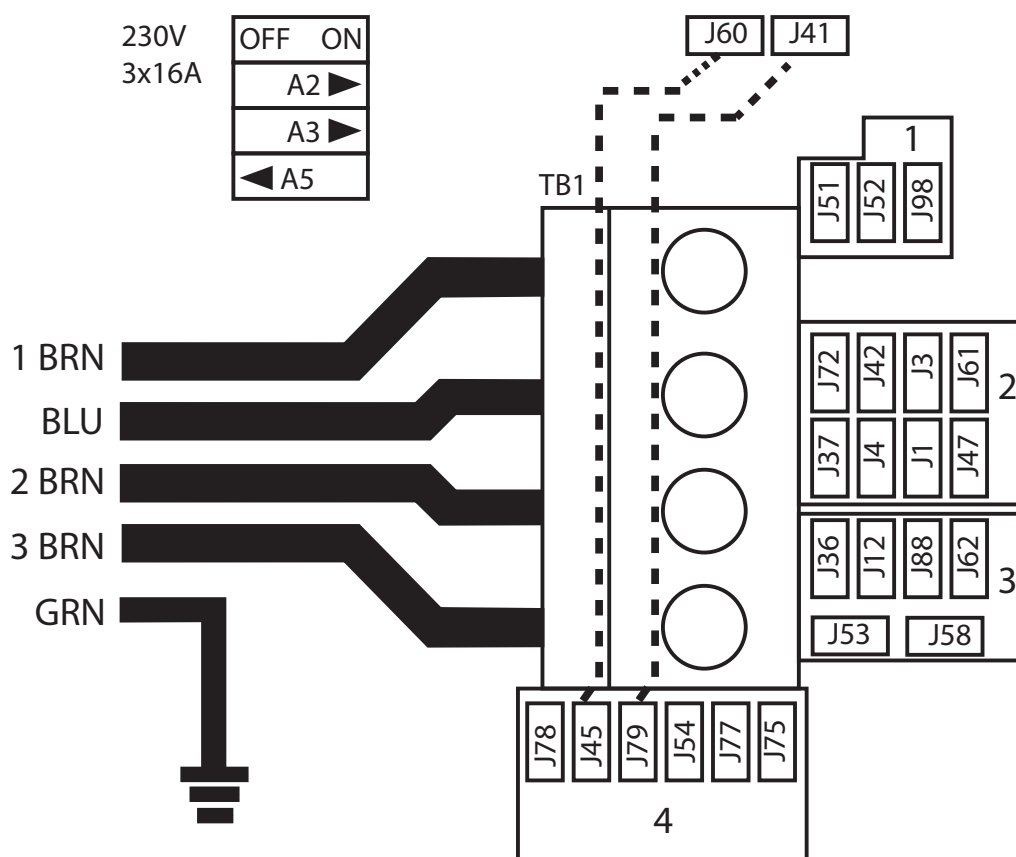 230V
3x16A
OFF ON
A2
A3
A5
J60 J41
TB1
1
J51 J52 J98
J72 J42 J3 J61
2
J37 J4 J1 J47
J36 J12 J88 J62
3
J53 J58
1 BRN
BLU
2 BRN
3 BRN
GRN
J78 J45 J79 J54 J77 J75
4